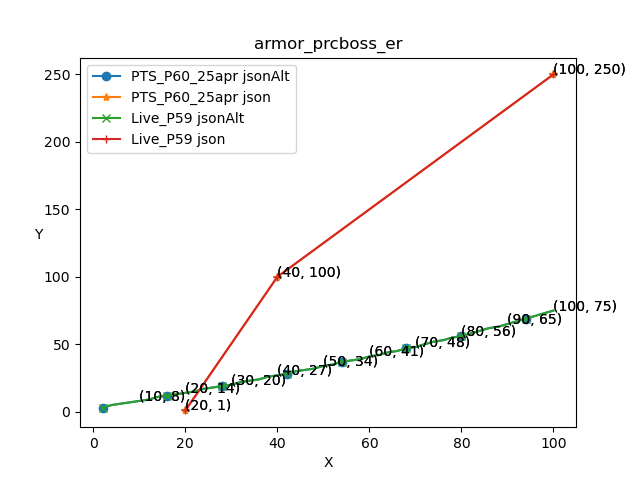 armor_prcboss_er
PTS_P60_25apr jsonAlt
PTS_P60_25apr json
Live_P59 jsonAlt
Live_P59 json
(100, 250)
(40, 100)
(20, 1)
(10, 8)
(20, 14)
(30, 20)
(40, 27)
(50, 34)
(60, 41)
(70, 48)
(80, 56)
(90, 65)
(100, 75)
Y
250
200
150
100
50
0
0 20 40 60 80 100
X